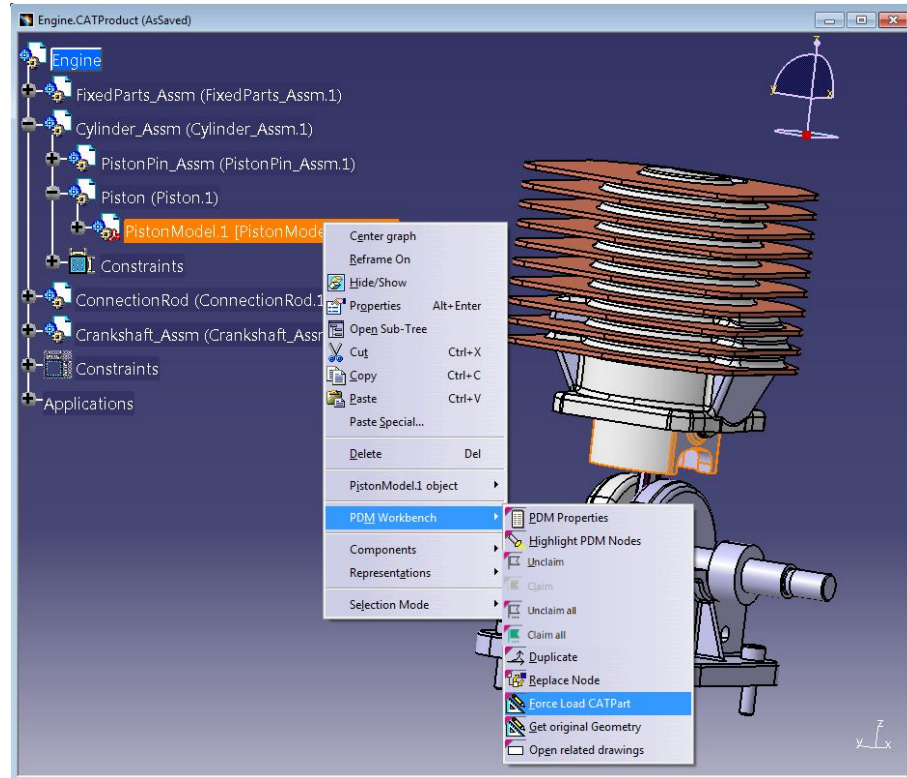 Engine.CATProduct (AsSaved)
Engine
FixedParts_Assm (FixedParts_Assm.1)
Cylinder_Assm (Cylinder_Assm.1)
PistonPin_Assm (PistonPin_Assm.1)
Piston (Piston.1)
PistonModel.1 [PistonMode
Constraints
ConnectionRod (ConnectionRod.1
Crankshaft_Assm (Crankshaft_Assm
Constraints
Applications
Center graph
Reframe On
Hide/Show
Properties Alt+Enter
Open Sub-Tree
Cut Ctrl+X
Copy Ctrl+C
Paste Ctrl+V
Paste Special...
Delete Del
PistonModel.1 object
PDM Workbench
Components
Representations
Selection Mode
PDM Properties
Highlight PDM Nodes
Unclaim
Claim
Unclaim all
Claim all
Duplicate
Replace Node
Force Load CATPart
Get original Geometry
Open related drawings
z
y
x
z
y
x